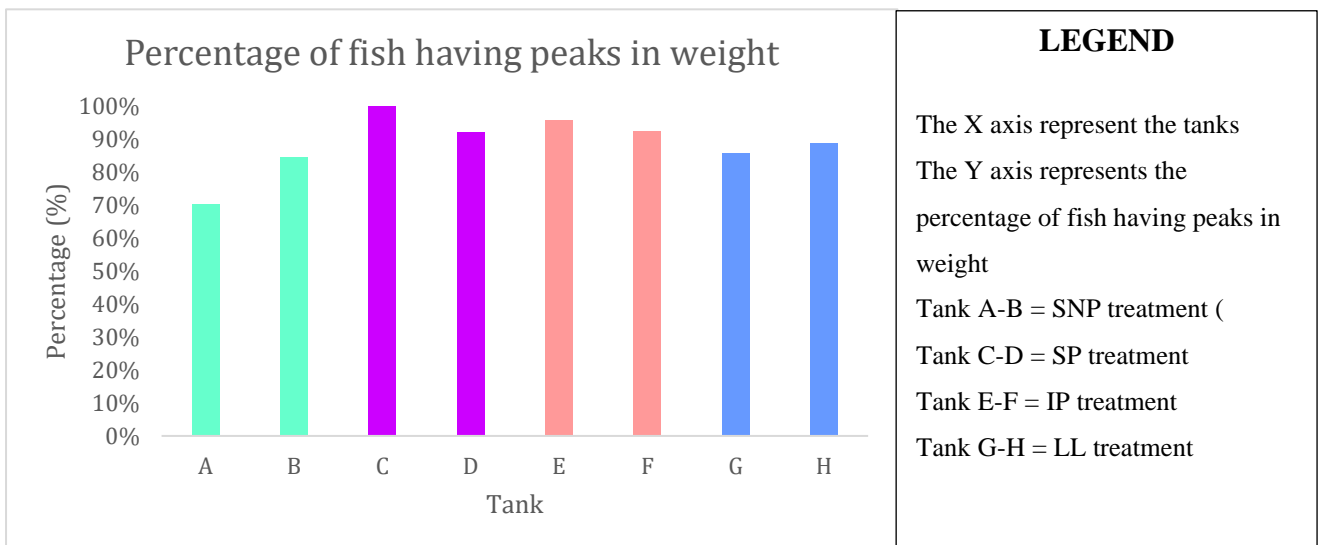 Percentage of fish having peaks in weight
100%
90%
80%
70%
60%
50%
40%
30%
20%
10%
0%
Percentage (%)
A B C D E F G H
Tank
LEGEND
The X axis represent the tanks
The Y axis represents the
percentage of fish having peaks in
weight
Tank A-B = SNP treatment (
Tank C-D = SP treatment
Tank E-F = IP treatment
Tank G-H = LL treatment